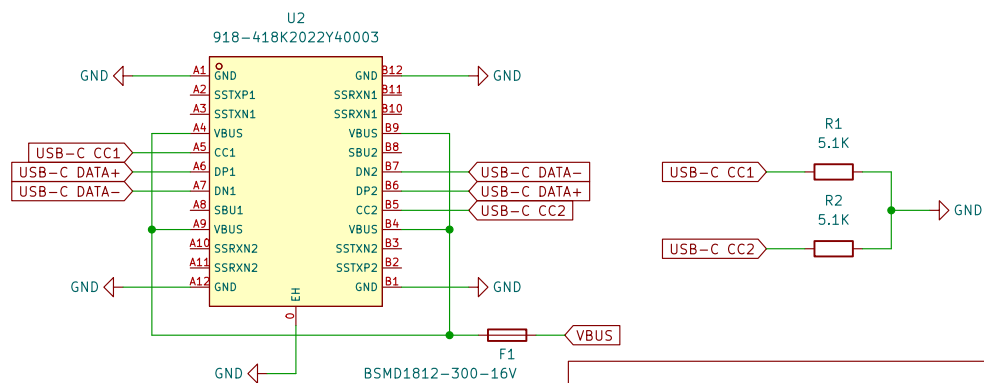 U2
918-418K2022Y40003
GND A1 GND GND B12 GND
A2 SSTXP1 SSRXN1 B11
A3 SSTXN1 SSRXN1 B10
A4 VBUS VBUS B9
USB-C CC1 A5 CC1 SBU2 B8
USB-C DATA+ A6 DP1 DN2 B7 USB-C DATA-
USB-C DATA- A7 DN1 DP2 B6 USB-C DATA+
A8 SBU1 CC2 B5 USB-C CC2
A9 VBUS VBUS B4
A10 SSRXN2 SSTXN2 B3
A11 SSRXN2 SSTXP2 B2
GND A12 GND GND B1 GND
EH
0
GND
VBUS
F1
BSMD1812-300-16V
R1
5.1K
USB-C CC1
R2
5.1K
GND
USB-C CC2